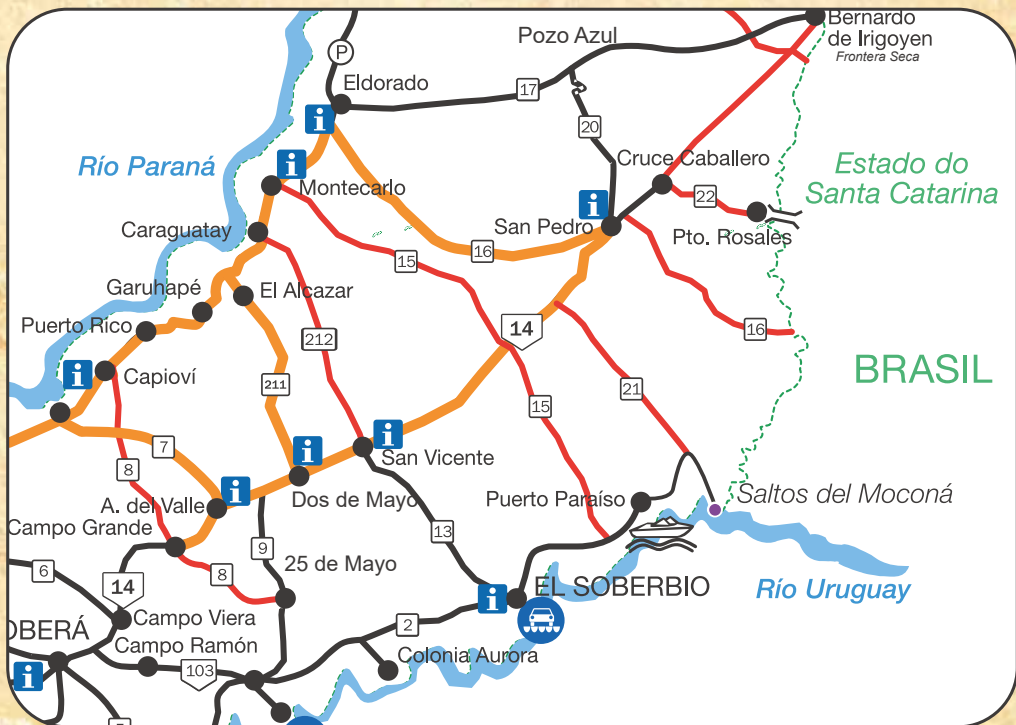 Bernardo
de Irigoyen
Frontera Seca
Pozo Azul
P
Eldorado
17
i
20
Río Paraná
i
Montecarlo
Cruce Caballero
Estado do
Santa Catarina
22
i
San Pedro
Pto. Rosales
Caraguatay
16
15
Garuhapé
El Alcazar
Puerto Rico
212
14
16
i
Capioví
211
21
BRASIL
15
7
i
i
San Vicente
8
A. del Valle
i
Dos de Mayo
Puerto Paraíso
Saltos del Moconá
Campo Grande
13
9
25 de Mayo
6
14
8
i
EL SOBERBIO
Río Uruguay
Campo Viera
OBERÁ
2
Campo Ramón
Colonia Aurora
103
i